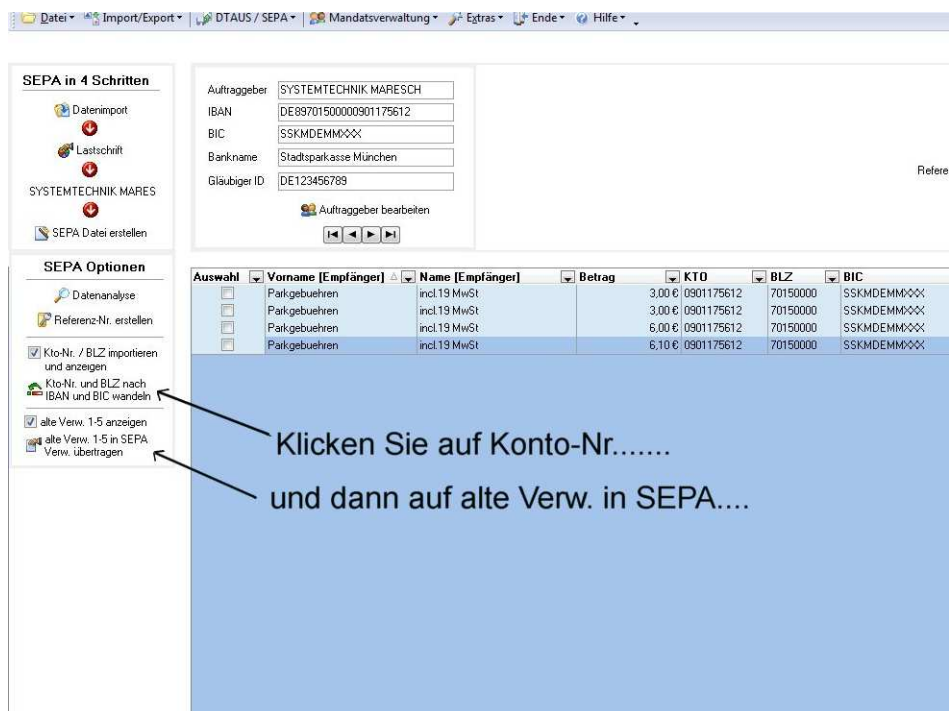 Datei Import/Export DTAUS / SEPA Mandatsverwaltung Extras Ende Hilfe
SEPA in 4 Schritten
Datenimport
Lastschrift
SYSTEMTECHNIK MARES
SEPA Datei erstellen
Auftraggeber SYSTEMTECHNIK MARESCH
IBAN DE89701500000901175612
BIC SSKMDEMMXXX
Bankname Stadtsparkasse München
Gläubiger ID DE123456789
Auftraggeber bearbeiten
Refere
SEPA Optionen
Datenanalyse
Referenz-Nr. erstellen
Kto-Nr. / BLZ importieren
und anzeigen
Kto-Nr. und BLZ nach
IBAN und BIC wandeln
alte Verw. 1-5 anzeigen
alte Verw. 1-5 in SEPA
Verw. übertragen
Auswahl Vorname [Empfänger] Name [Empfänger] Betrag KTO BLZ BIC
Parkgebuehren incl.19 MwSt 3,00 € 0901175612 70150000 SSKMDEMMXXX
Parkgebuehren incl.19 MwSt 3,00 € 0901175612 70150000 SSKMDEMMXXX
Parkgebuehren incl.19 MwSt 6,00 € 0901175612 70150000 SSKMDEMMXXX
Parkgebuehren incl.19 MwSt 6,10 € 0901175612 70150000 SSKMDEMMXXX
Klicken Sie auf Konto-Nr.......
und dann auf alte Verw. in SEPA....